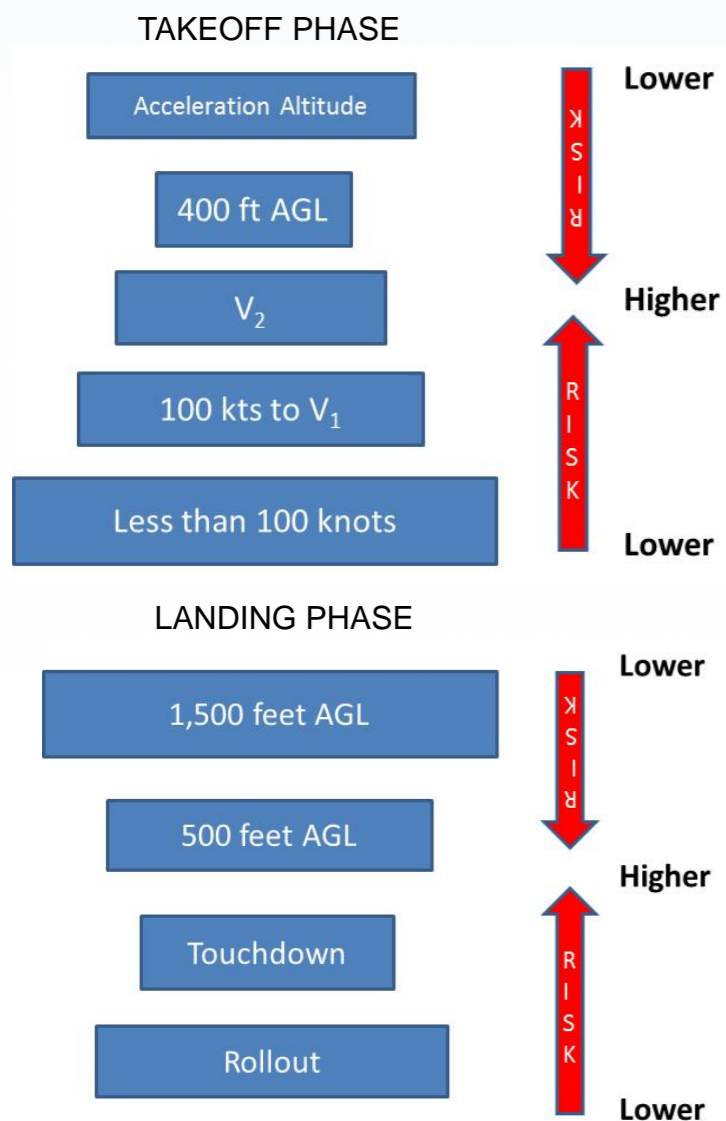 TAKEOFF PHASE
Lower
Acceleration Altitude
RISK
400 ft AGL
Higher
V₂
100 kts to V₁
RISK
Less than 100 knots
Lower
LANDING PHASE
Lower
1,500 feet AGL
RISK
500 feet AGL
Higher
Touchdown
RISK
Rollout
Lower